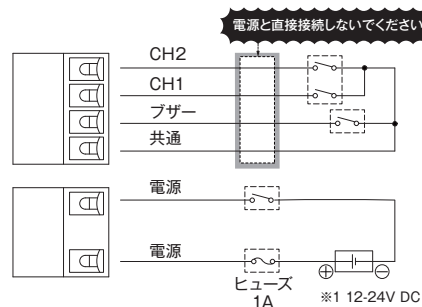 電源と直接接続しないでください
CH2
CH1
ブザー
共通
電源
電源
ヒューズ
1A
⊕ ⊖
※1 12-24V DC